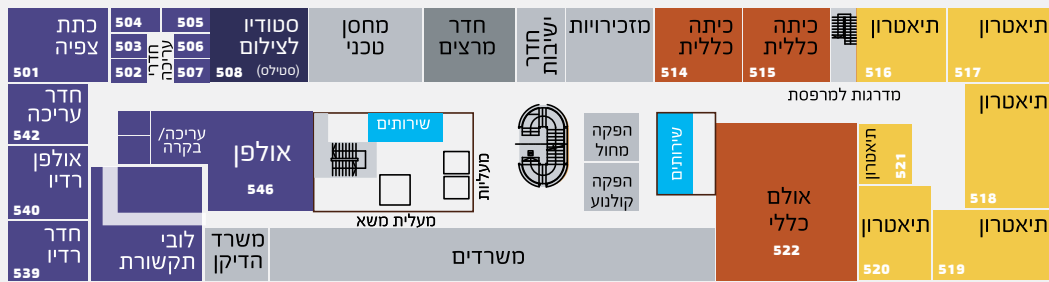 כתת
צפיה
501
504
503
502
חדרי
עריכה
505
506
507
סטודיו
לצילום
(סטילס)
508
מחסן
טכני
חדר
מרצים
חדר
ישיבות
מזכירויות
כיתה
כללית
514
כיתה
כללית
515
תיאטרון
516
תיאטרון
517
מדרגות למרפסת
חדר
עריכה
542
אולפן
רדיו
540
חדר
רדיו
539
עריכה/
בקרה
אולפן
546
שירותים
מעליות
מעלית משא
הפקה
מחול
הפקה
קולנוע
שירותים
אולם
כללי
522
תיאטרון
521
תיאטרון
518
תיאטרון
520
תיאטרון
519
לובי
תקשורת
משרד
הדיקן
משרדים